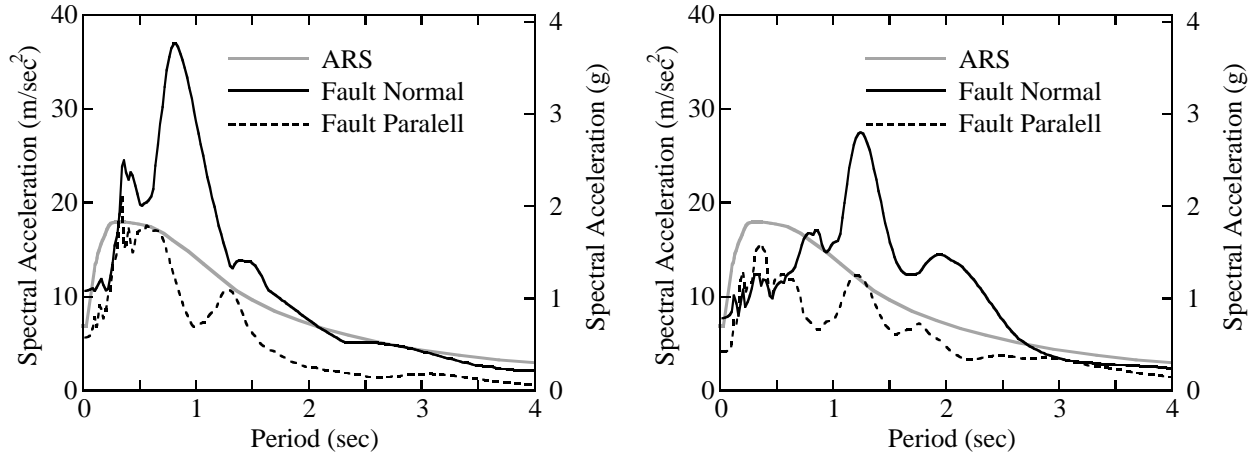 Spectral Acceleration (m/sec2)
40
30
20
10
0
ARS
Fault Normal
Fault Paralell
4
3
2
1
0
Spectral Acceleration (g)
0 1 2 3 4
Period (sec)
Spectral Acceleration (m/sec2)
40
30
20
10
0
ARS
Fault Normal
Fault Paralell
4
3
2
1
0
Spectral Acceleration (g)
0 1 2 3 4
Period (sec)